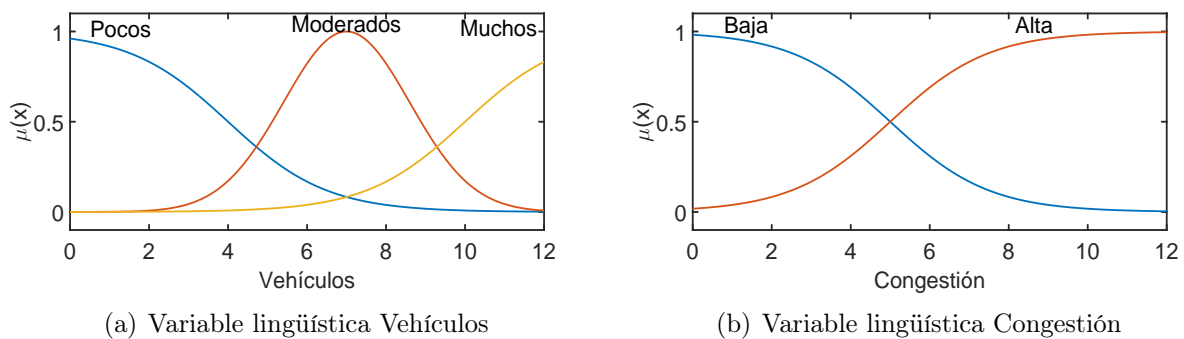 Pocos
Moderados
Muchos
1
0.5
0
μ(x)
0 2 4 6 8 10 12
Vehículos
(a) Variable lingüística Vehículos
Baja
Alta
1
0.5
0
μ(x)
0 2 4 6 8 10 12
Congestión
(b) Variable lingüística Congestión